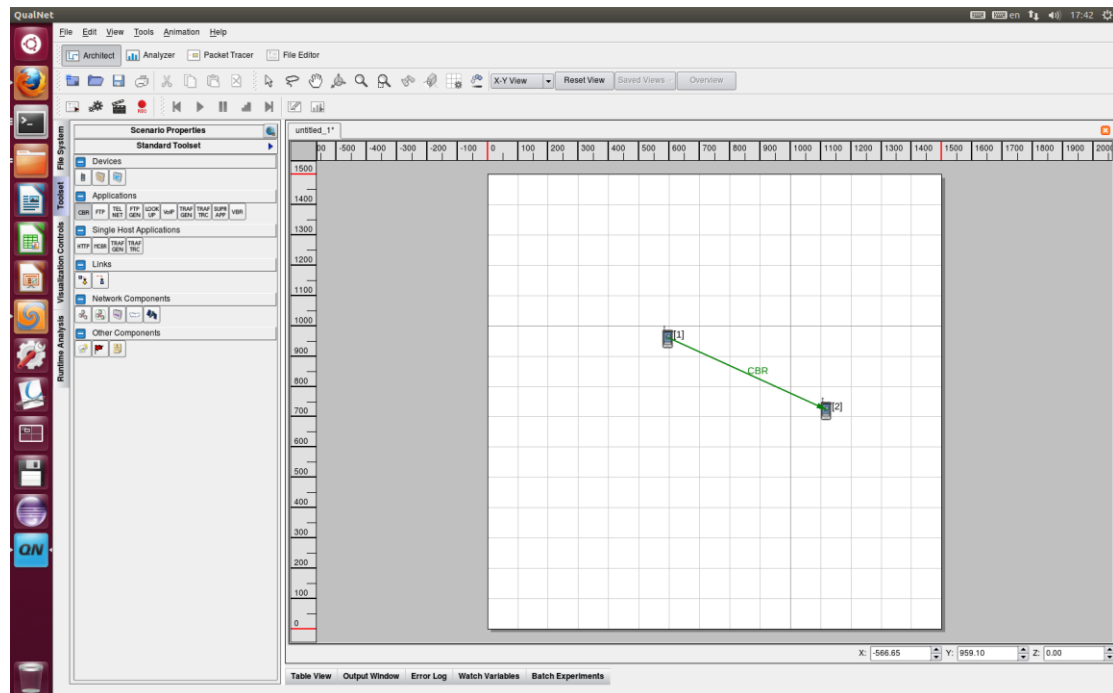 QualNet
en 17:42
File Edit View Tools Animation Help
Architect Analyzer Packet Tracer File Editor
X-Y View Reset View Saved Views Overview
REC
File System
Toolset
Visualization Controls
Runtime Analysis
Scenario Properties
Standard Toolset
Devices
Applications
CBR FTP TEL NET FTP GEN LOOK UP VoIP TRAF GEN TRAF TRC SUPR APP VBR
Single Host Applications
HTTP MCBR TRAF GEN TRAF TRC
Links
Network Components
Other Components
untitled_1*
00 -500 -400 -300 -200 -100 0 100 200 300 400 500 600 700 800 900 1000 1100 1200 1300 1400 1500 1600 1700 1800 1900 2000
1500
1400
1300
1200
1100
1000
900
800
700
600
500
400
300
200
100
0
[1]
CBR
[2]
X: -566.65 Y: 959.10 Z: 0.00
Table View Output Window Error Log Watch Variables Batch Experiments
QN